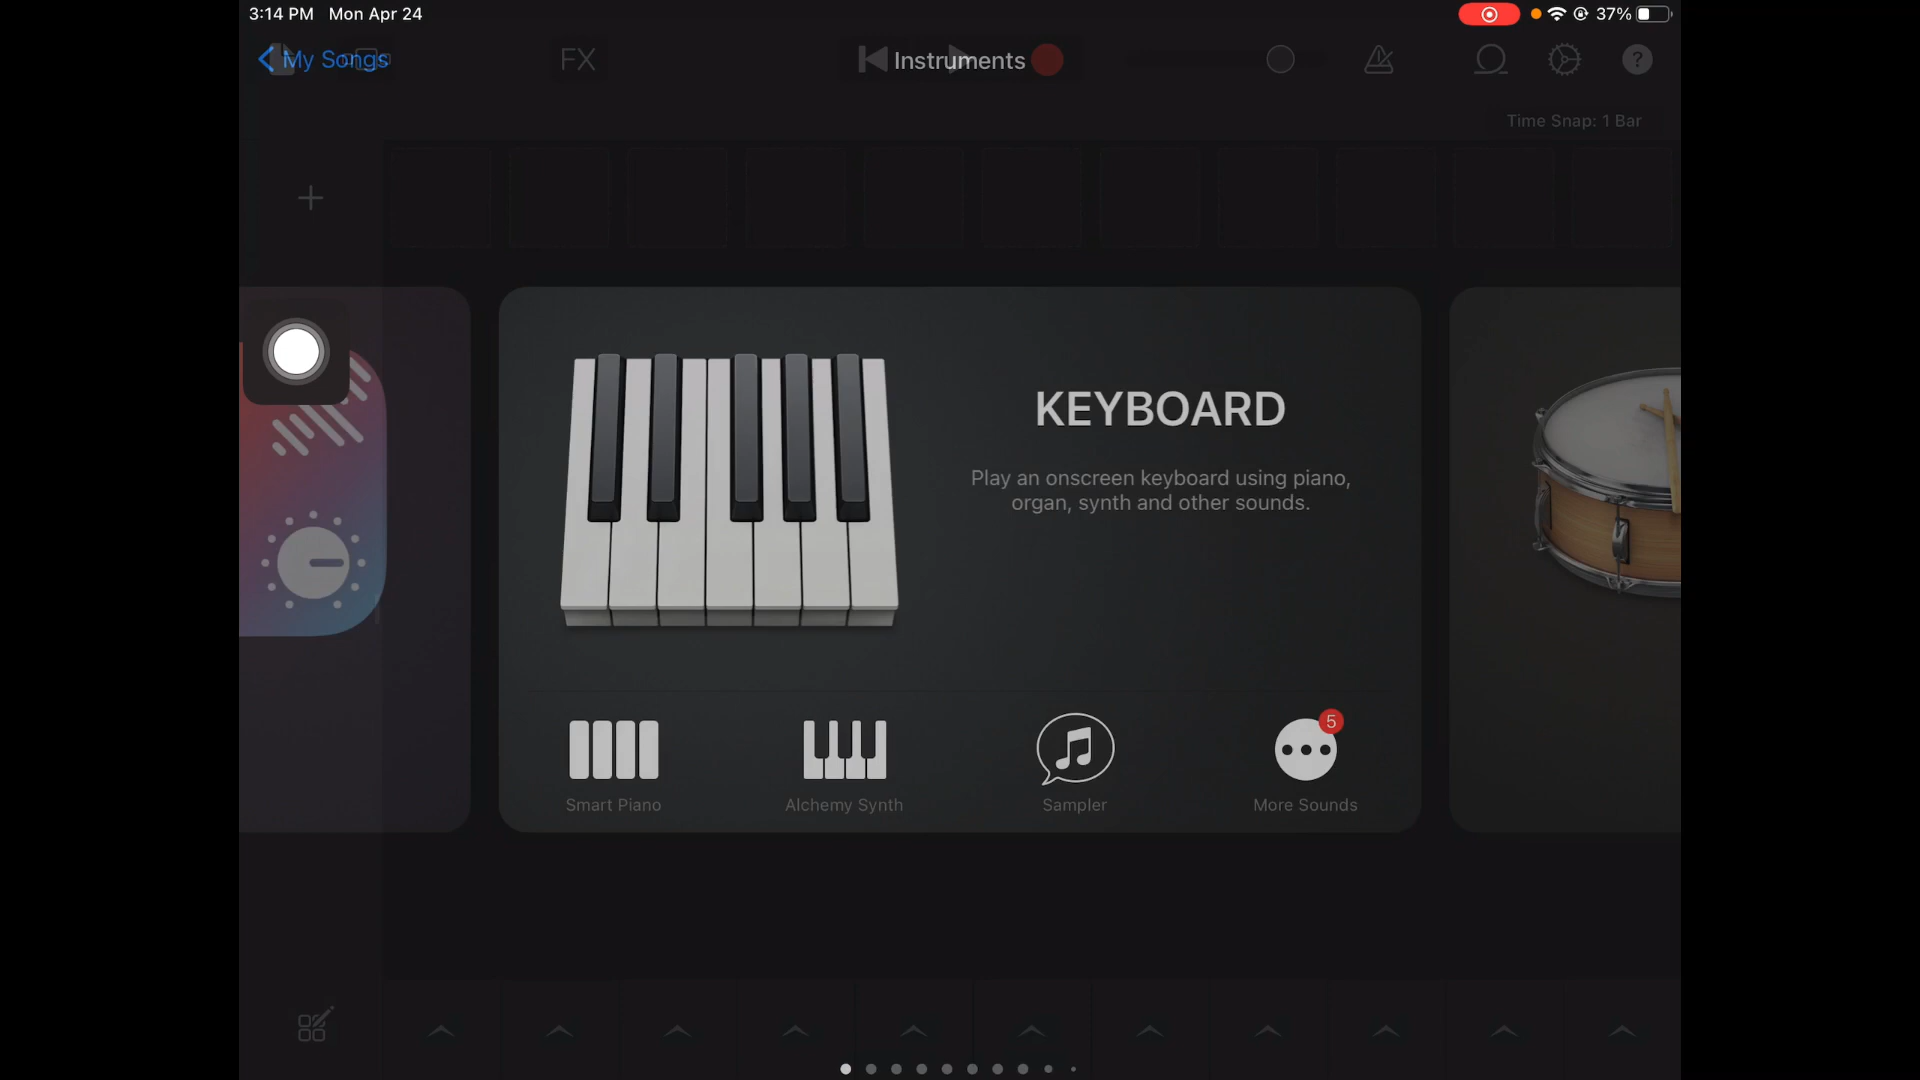 3:14 PM Mon Apr 24
37%
My Songs
FX
Instruments
?
Time Snap: 1 Bar
KEYBOARD
Play an onscreen keyboard using piano,
organ, synth and other sounds.
5
Smart Piano
Alchemy Synth
Sampler
More Sounds